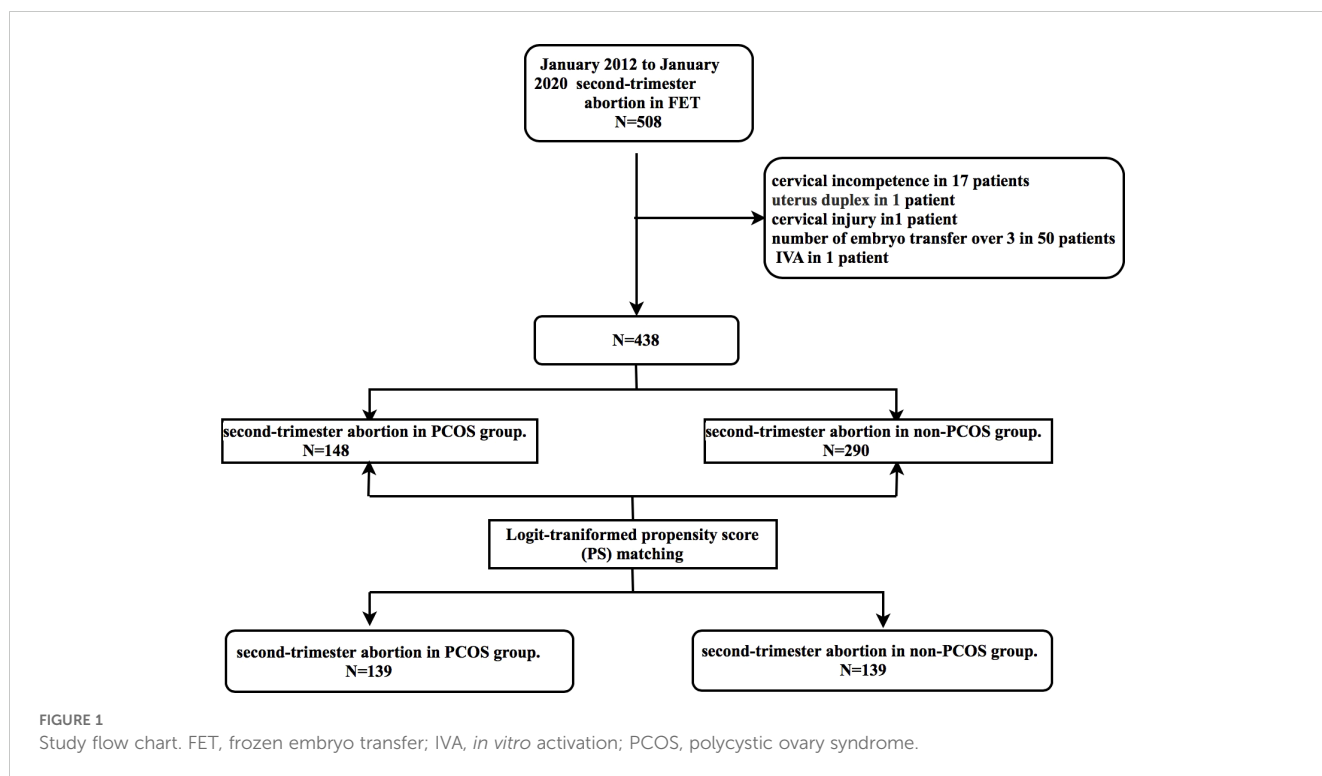 January 2012 to January
2020 second-trimester
abortion in FET
N=508
cervical incompetence in 17 patients
uterus duplex in 1 patient
cervical injury in1 patient
number of embryo transfer over 3 in 50 patients
IVA in 1 patient
N=438
second-trimester abortion in PCOS group.
N=148
second-trimester abortion in non-PCOS group.
N=290
Logit-traniformed propensity score
(PS) matching
second-trimester abortion in PCOS group.
N=139
second-trimester abortion in non-PCOS group.
N=139
FIGURE 1
Study flow chart. FET, frozen embryo transfer; IVA, in vitro activation; PCOS, polycystic ovary syndrome.